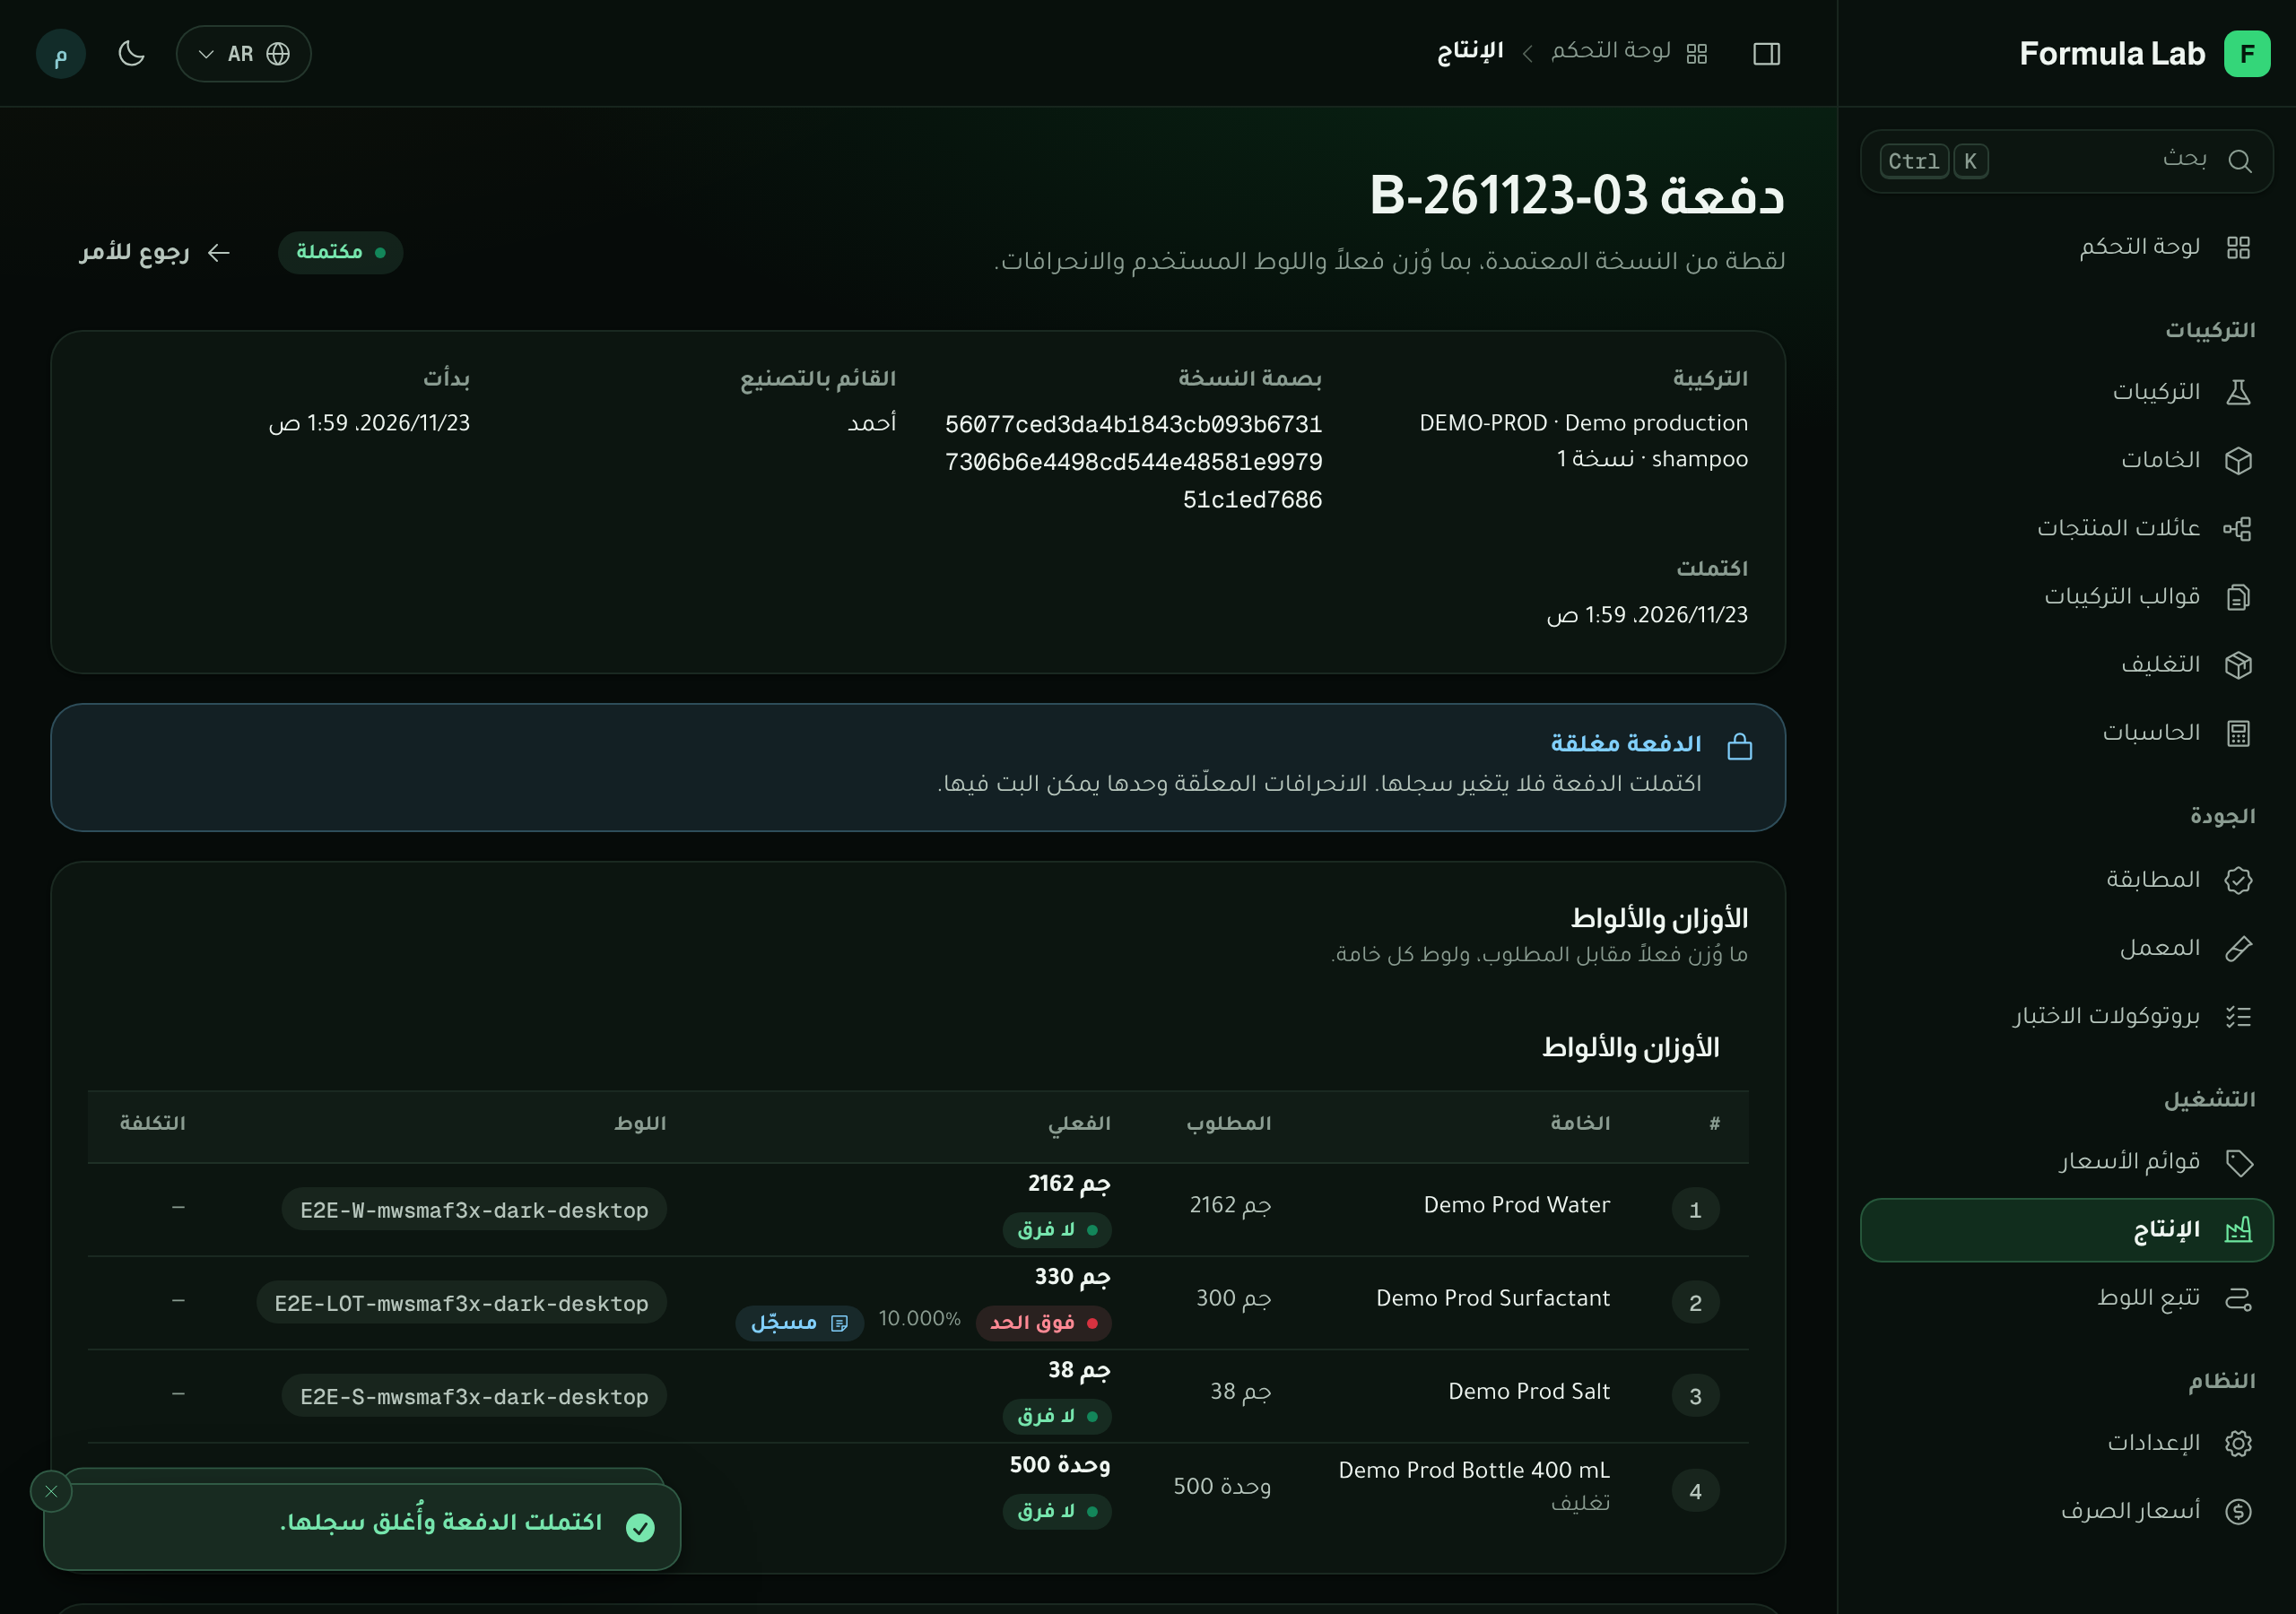 Formula Lab
F
بحث
Ctrl K
لوحة التحكم
التركيبات
التركيبات
الخامات
عائلات المنتجات
قوالب التركيبات
التغليف
الحاسبات
الجودة
المطابقة
المعمل
بروتوكولات الاختبار
التشغيل
قوائم الأسعار
الإنتاج
تتبع اللوط
النظام
الإعدادات
أسعار الصرف
لوحة التحكم
الإنتاج
AR
م
دفعة B-261123-03
لقطة من النسخة المعتمدة، بما وُزن فعلاً واللوط المستخدم والانحرافات.
مكتملة
رجوع للأمر
التركيبة
DEMO-PROD · Demo production
shampoo · نسخة 1
بصمة النسخة
56077ced3da4b1843cb093b6731
7306b6e4498cd544e48581e9979
51c1ed7686
القائم بالتصنيع
أحمد
بدأت
2026/11/23، 1:59 ص
اكتملت
2026/11/23، 1:59 ص
الدفعة مغلقة
اكتملت الدفعة فلا يتغير سجلها. الانحرافات المعلّقة وحدها يمكن البت فيها.
الأوزان والألواط
ما وُزن فعلاً مقابل المطلوب، ولوط كل خامة.
الأوزان والألواط
# الخامة المطلوب الفعلي اللوط التكلفة
1 Demo Prod Water 2162 جم 2162 جم E2E-W-mwsmaf3x-dark-desktop –
لا فرق
2 Demo Prod Surfactant 300 جم 330 جم E2E-LOT-mwsmaf3x-dark-desktop –
فوق الحد 10.000% مسجّل
3 Demo Prod Salt 38 جم 38 جم E2E-S-mwsmaf3x-dark-desktop –
لا فرق
4 Demo Prod Bottle 400 mL 500 وحدة 500 وحدة
تغليف
لا فرق
اكتملت الدفعة وأُغلق سجلها.